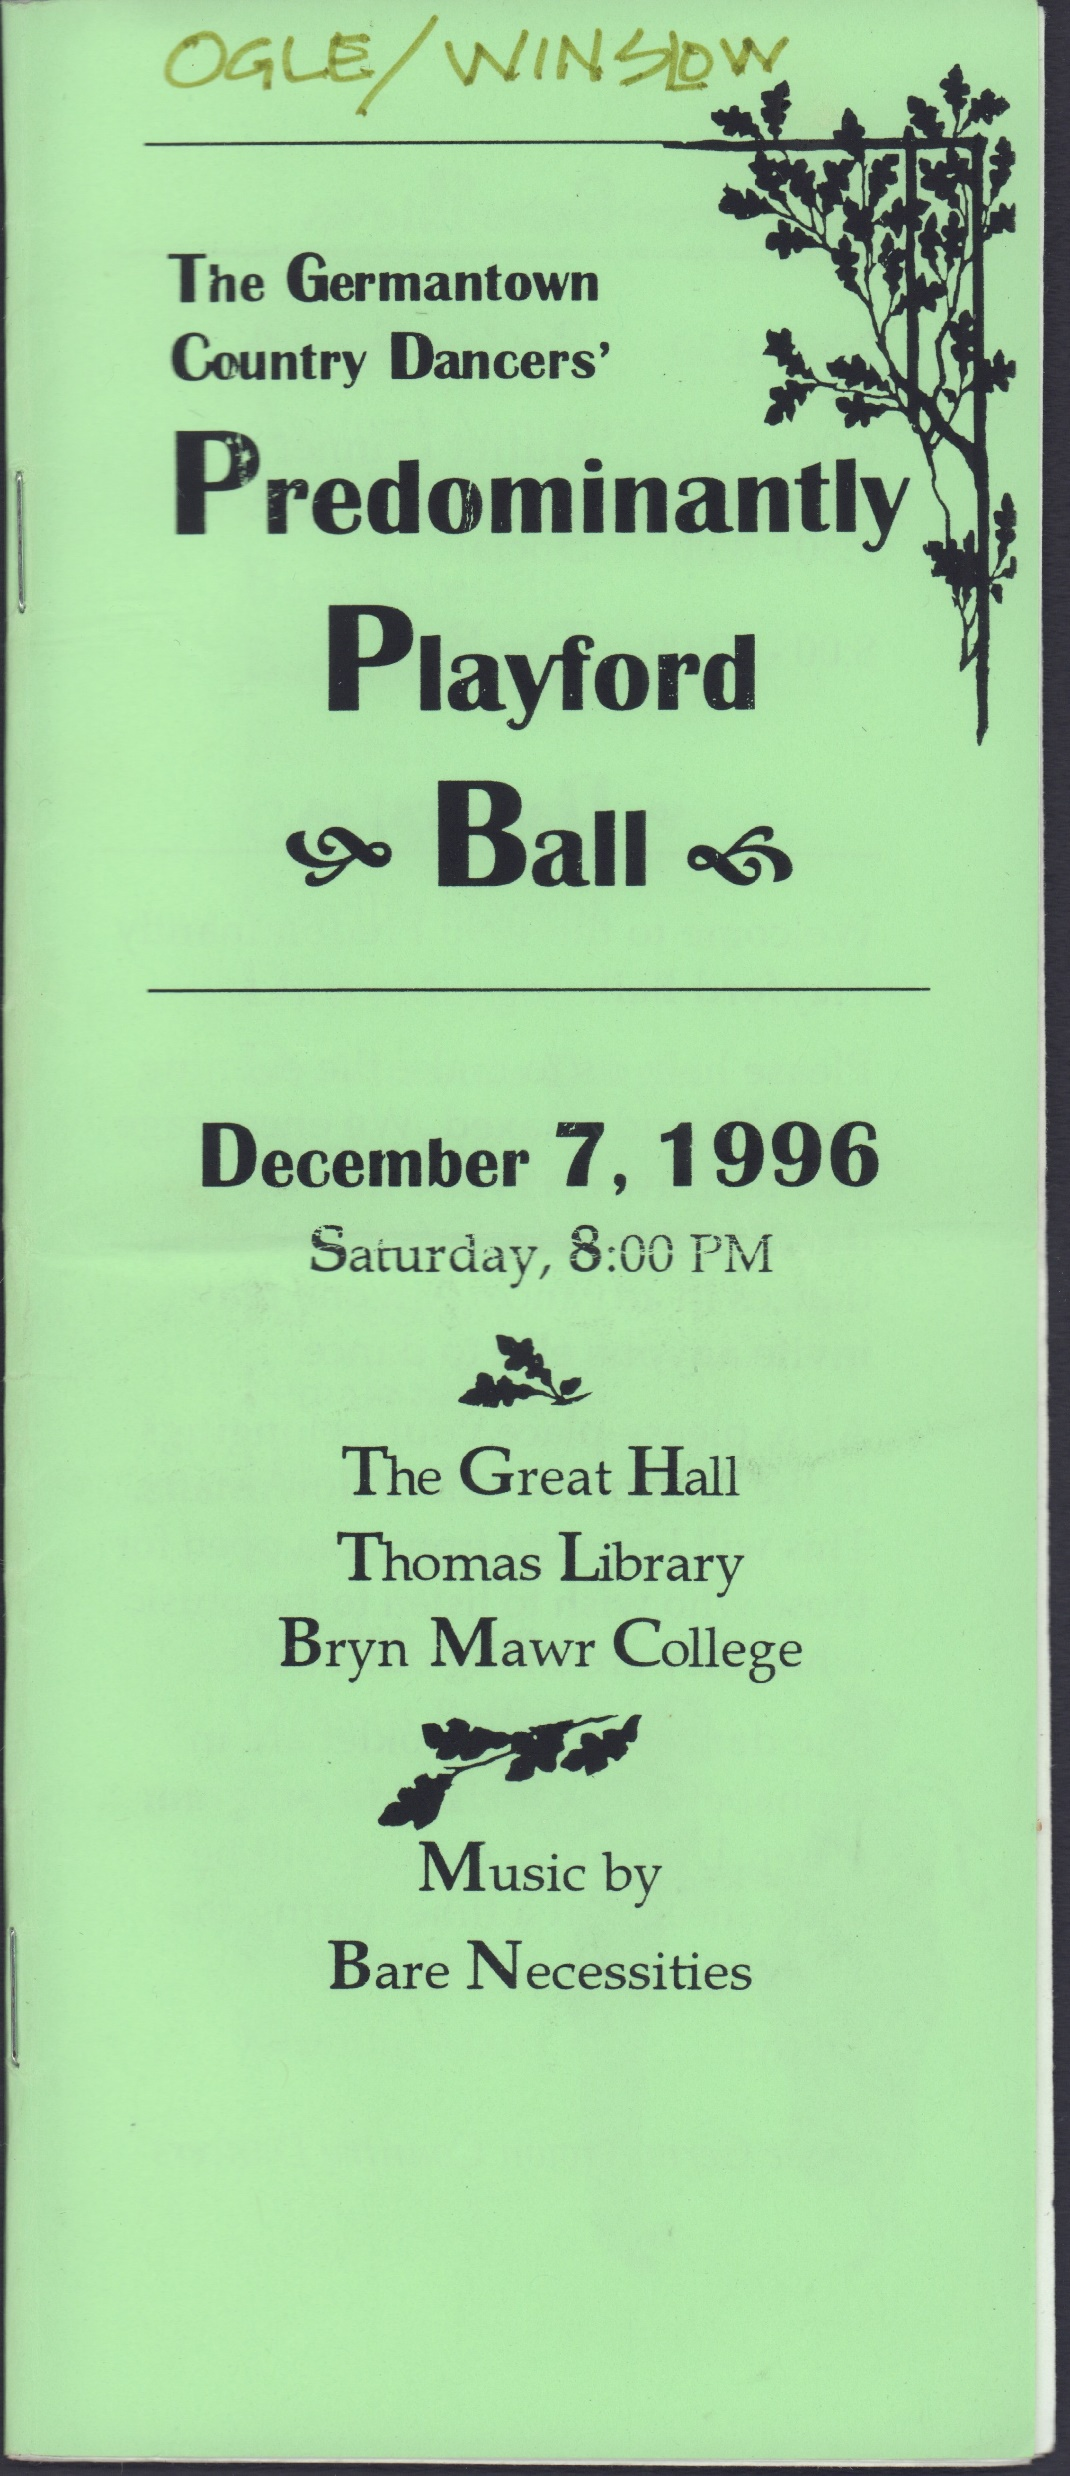 OGLE/WINSLOW
The Germantown
Country Dancers'
Predominantly
Playford
Ball
December 7, 1996
Saturday, 8:00 PM
The Great Hall
Thomas Library
Bryn Mawr College
Music by
Bare Necessities